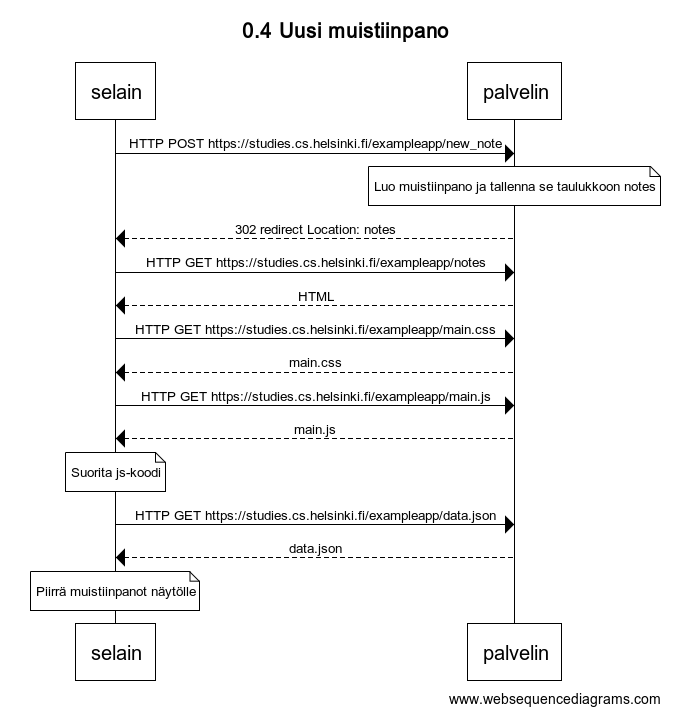 0.4 Uusi muistiinpano
selain
palvelin
HTTP POST https://studies.cs.helsinki.fi/exampleapp/new_note
Luo muistiinpano ja tallenna se taulukkoon notes
302 redirect Location: notes
HTTP GET https://studies.cs.helsinki.fi/exampleapp/notes
HTML
HTTP GET https://studies.cs.helsinki.fi/exampleapp/main.css
main.css
HTTP GET https://studies.cs.helsinki.fi/exampleapp/main.js
main.js
Suorita js-koodi
HTTP GET https://studies.cs.helsinki.fi/exampleapp/data.json
data.json
Piirrä muistiinpanot näytölle
selain
palvelin
www.websequencediagrams.com